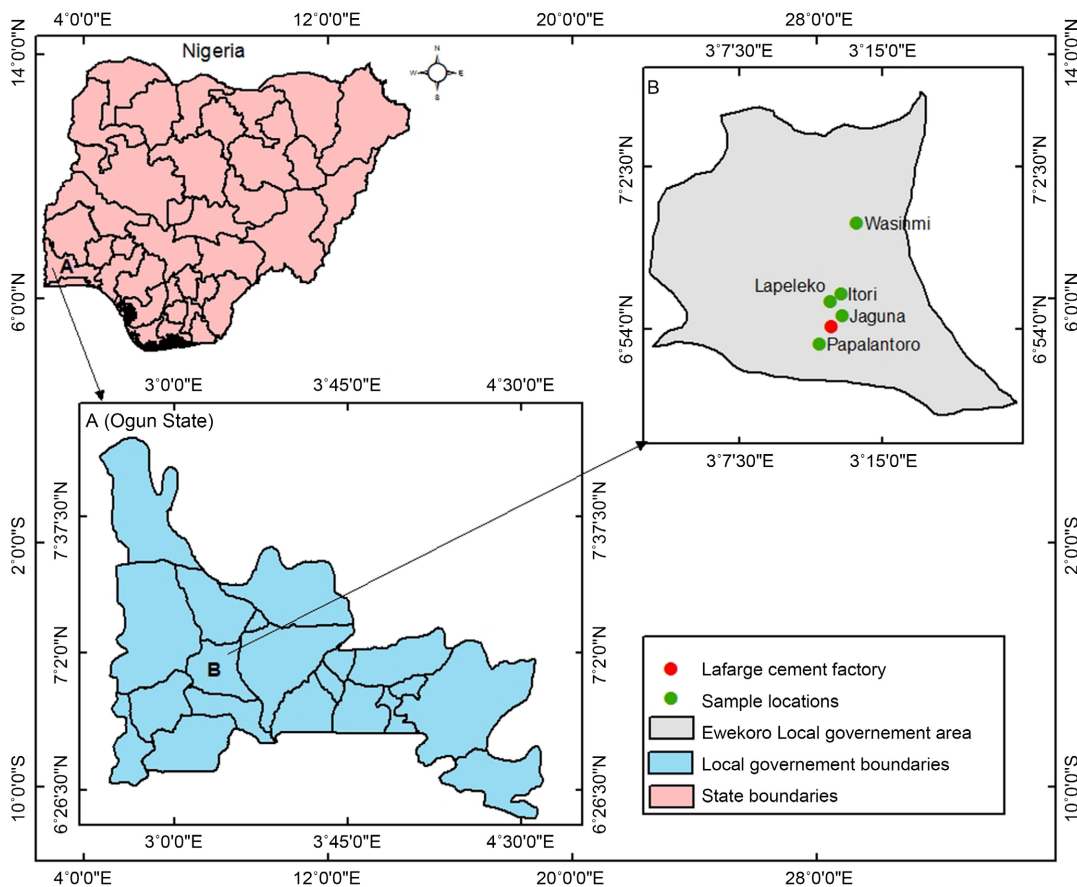 4°0'0"E 12°0'0"E 20°0'0"E 28°0'0"E
14°0'0"N
6°0'0"N
2°0'0"S
10°0'0"S
Nigeria
N
W E
S
A
3°0'0"E 3°45'0"E 4°30'0"E
A (Ogun State)
7°37'30"N
7°2'0"N
6°26'30"N
B
7°37'30"N
7°2'0"N
6°26'30"N
3°0'0"E 3°45'0"E 4°30'0"E
3°7'30"E 3°15'0"E
B
7°2'30"N
6°54'0"N
Wasinmi
Lapeleko
Itori
Jaguna
Papalantoro
7°2'30"N
6°54'0"N
3°7'30"E 3°15'0"E
Lafarge cement factory
Sample locations
Ewekoro Local governement area
Local governement boundaries
State boundaries
14°0'0"N
6°0'0"N
2°0'0"S
10°0'0"S
4°0'0"E 12°0'0"E 20°0'0"E 28°0'0"E